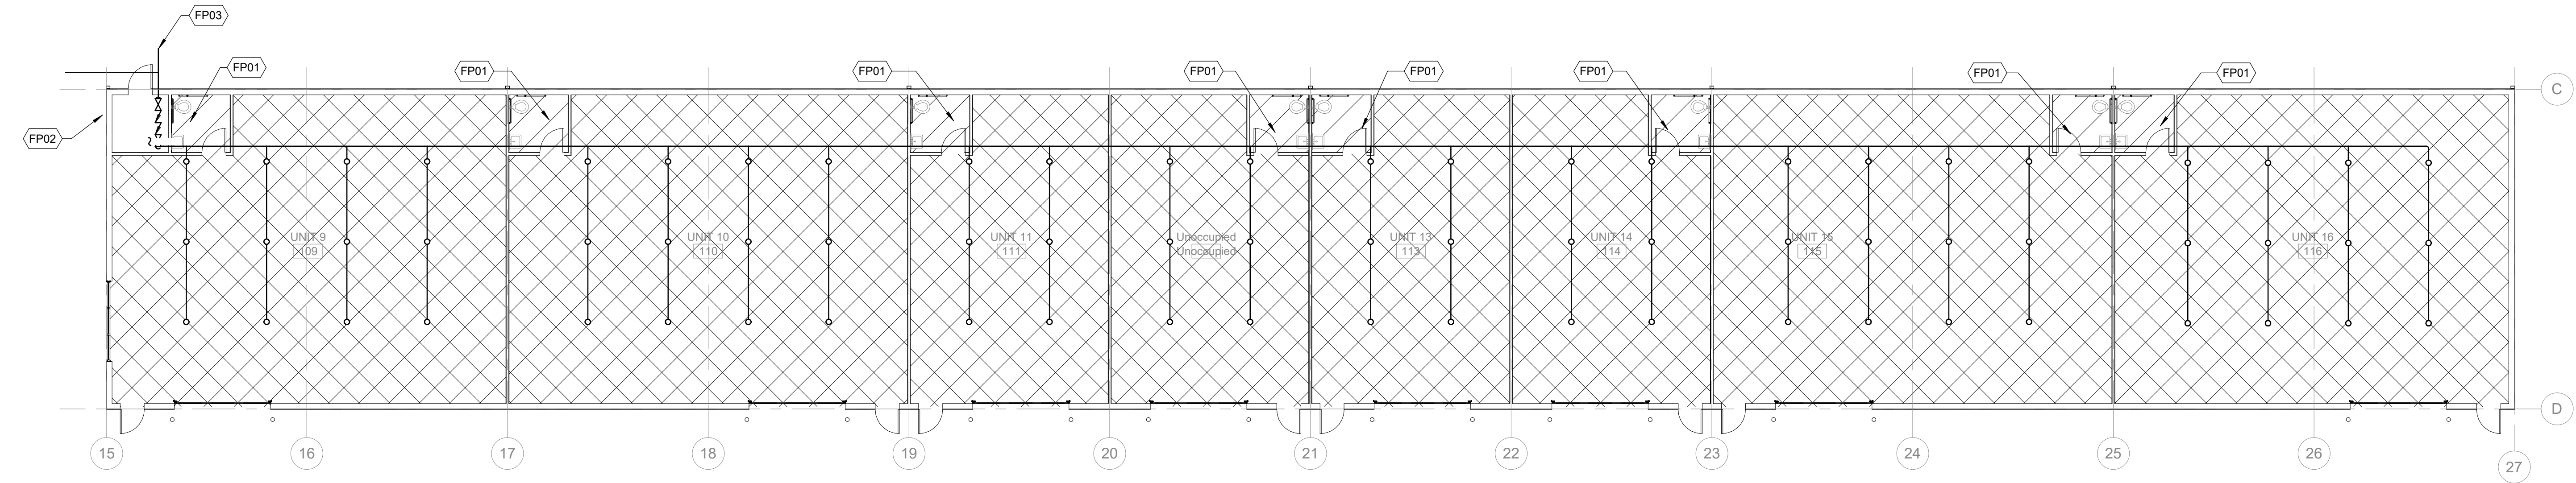 FP03
FP01
FP01
FP01
FP01
FP01
FP01
FP01
FP01
C
FP02
UNIT 9
109
UNIT 10
110
UNIT 11
111
Unoccupied
Unoccupied
UNIT 13
113
UNIT 14
114
UNIT 15
115
UNIT 16
116
D
15
16
17
18
19
20
21
22
23
24
25
26
27